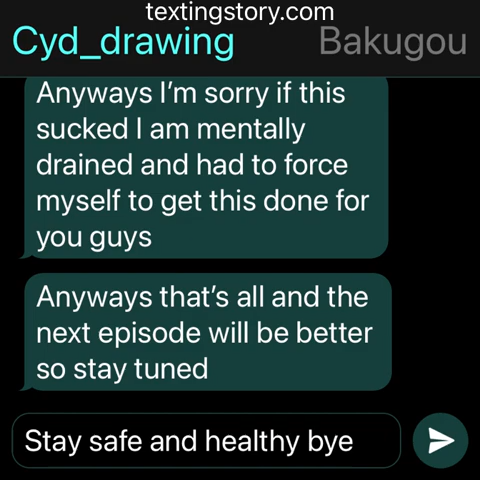 textingstory.com
Cyd_drawing Bakugou
Anyways I'm sorry if this
sucked I am mentally
drained and had to force
myself to get this done for
you guys
Anyways that's all and the
next episode will be better
so stay tuned
Stay safe and healthy bye